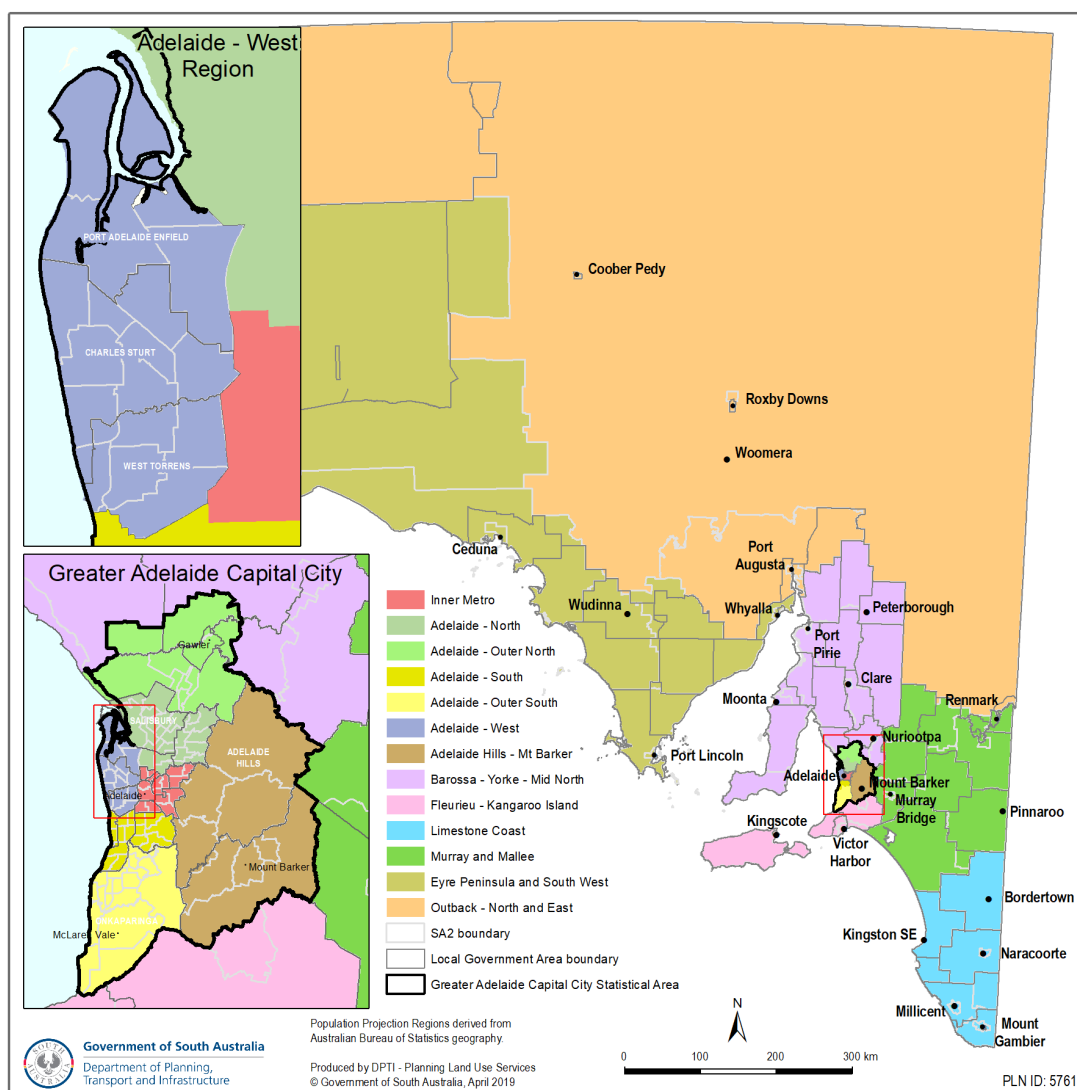 Adelaide - West
Region
PORT ADELAIDE ENFIELD
CHARLES STURT
WEST TORRENS
Coober Pedy
Roxby Downs
Woomera
Ceduna
Port
Augusta
Wudinna
Whyalla
Peterborough
Port
Pirie
Clare
Moonta
Renmark
Nuriootpa
Port Lincoln
Adelaide
Mount Barker
Murray
Bridge
Pinnaroo
Kingscote
Victor
Harbor
Bordertown
Kingston SE
Naracoorte
Millicent
Mount
Gambier
Greater Adelaide Capital City
Gawler
SALISBURY
ADELAIDE
HILLS
Adelaide
Mount Barker
ONKAPARINGA
McLaren Vale
Inner Metro
Adelaide - North
Adelaide - Outer North
Adelaide - South
Adelaide - Outer South
Adelaide - West
Adelaide Hills - Mt Barker
Barossa - Yorke - Mid North
Fleurieu - Kangaroo Island
Limestone Coast
Murray and Mallee
Eyre Peninsula and South West
Outback - North and East
SA2 boundary
Local Government Area boundary
Greater Adelaide Capital City Statistical Area
SOUTH AUSTRALIA
Government of South Australia
Department of Planning,
Transport and Infrastructure
Population Projection Regions derived from
Australian Bureau of Statistics geography.
Produced by DPTI - Planning Land Use Services
© Government of South Australia, April 2019
N
0 100 200 300 km
PLN ID: 5761